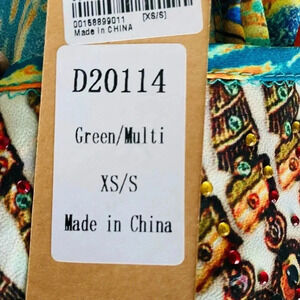 00158899011 [XS/S]
Made in CHINA
D20114
Green/Multi
XS/S
Made in China